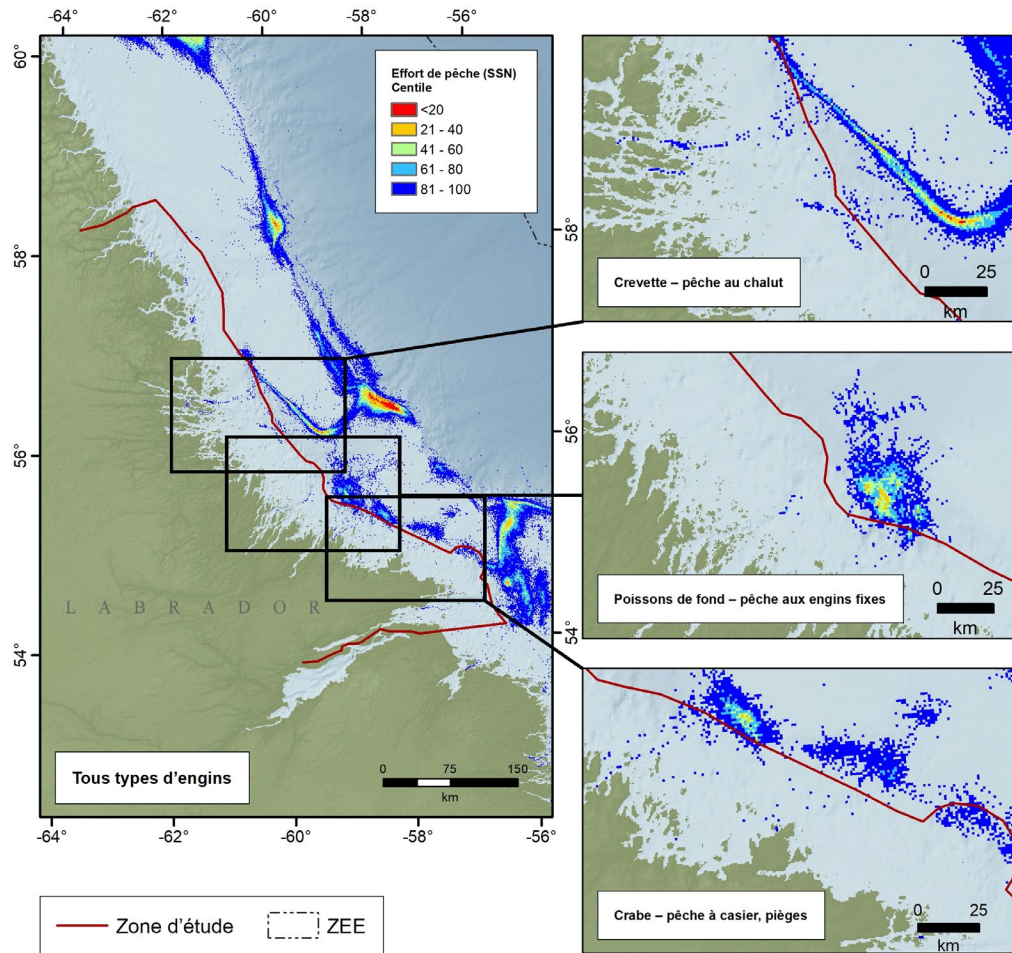 -64° -62° -60° -58° -56°
60°
58°
56°
54°
Effort de pêche (SSN)
Centile
<20
21 - 40
41 - 60
61 - 80
81 - 100
LABRADOR
Tous types d'engins
0 75 150
km
-64° -62° -60° -58° -56°
58°
56°
54°
Crevette – pêche au chalut
0 25
km
Poissons de fond – pêche aux engins fixes
0 25
km
Crabe – pêche à casier, pièges
0 25
km
Zone d'étude
ZEE